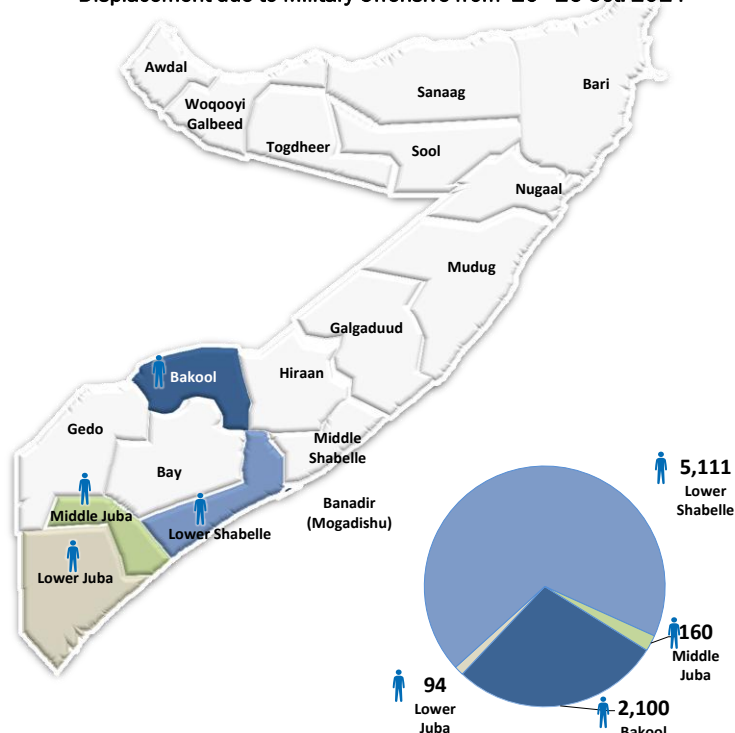 Awdal
Woqooyi
Galbeed
Togdheer
Sanaag
Sool
Bari
Nugaal
Mudug
Galgaduud
Hiraan
Bakool
Gedo
Bay
Middle
Shabelle
Banadir
(Mogadishu)
Middle Juba
Lower Shabelle
Lower Juba
5,111
Lower
Shabelle
160
Middle
Juba
94
Lower
Juba
2,100
Bakool